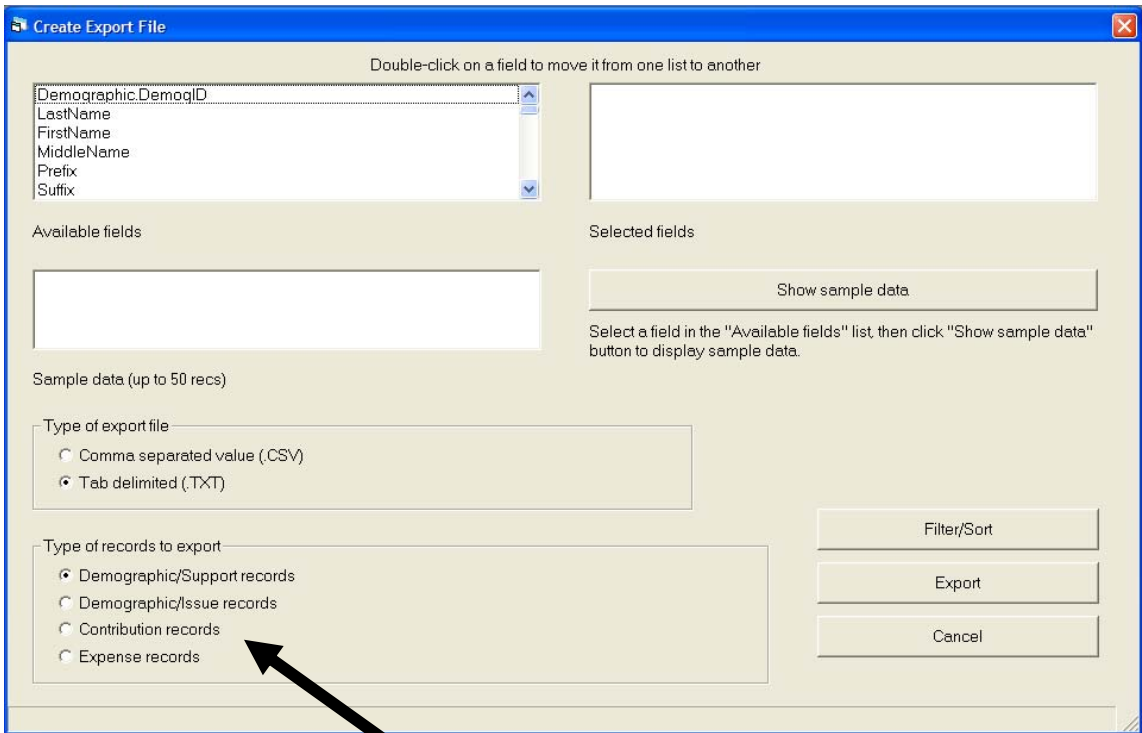 Create Export File
Double-click on a field to move it from one list to another
Demographic.DemogID
LastName
FirstName
MiddleName
Prefix
Suffix
Available fields
Selected fields
Show sample data
Select a field in the "Available fields" list, then click "Show sample data"
button to display sample data.
Sample data (up to 50 recs)
Type of export file
Comma separated value (.CSV)
Tab delimited (.TXT)
Type of records to export
Demographic/Support records
Demographic/Issue records
Contribution records
Expense records
Filter/Sort
Export
Cancel